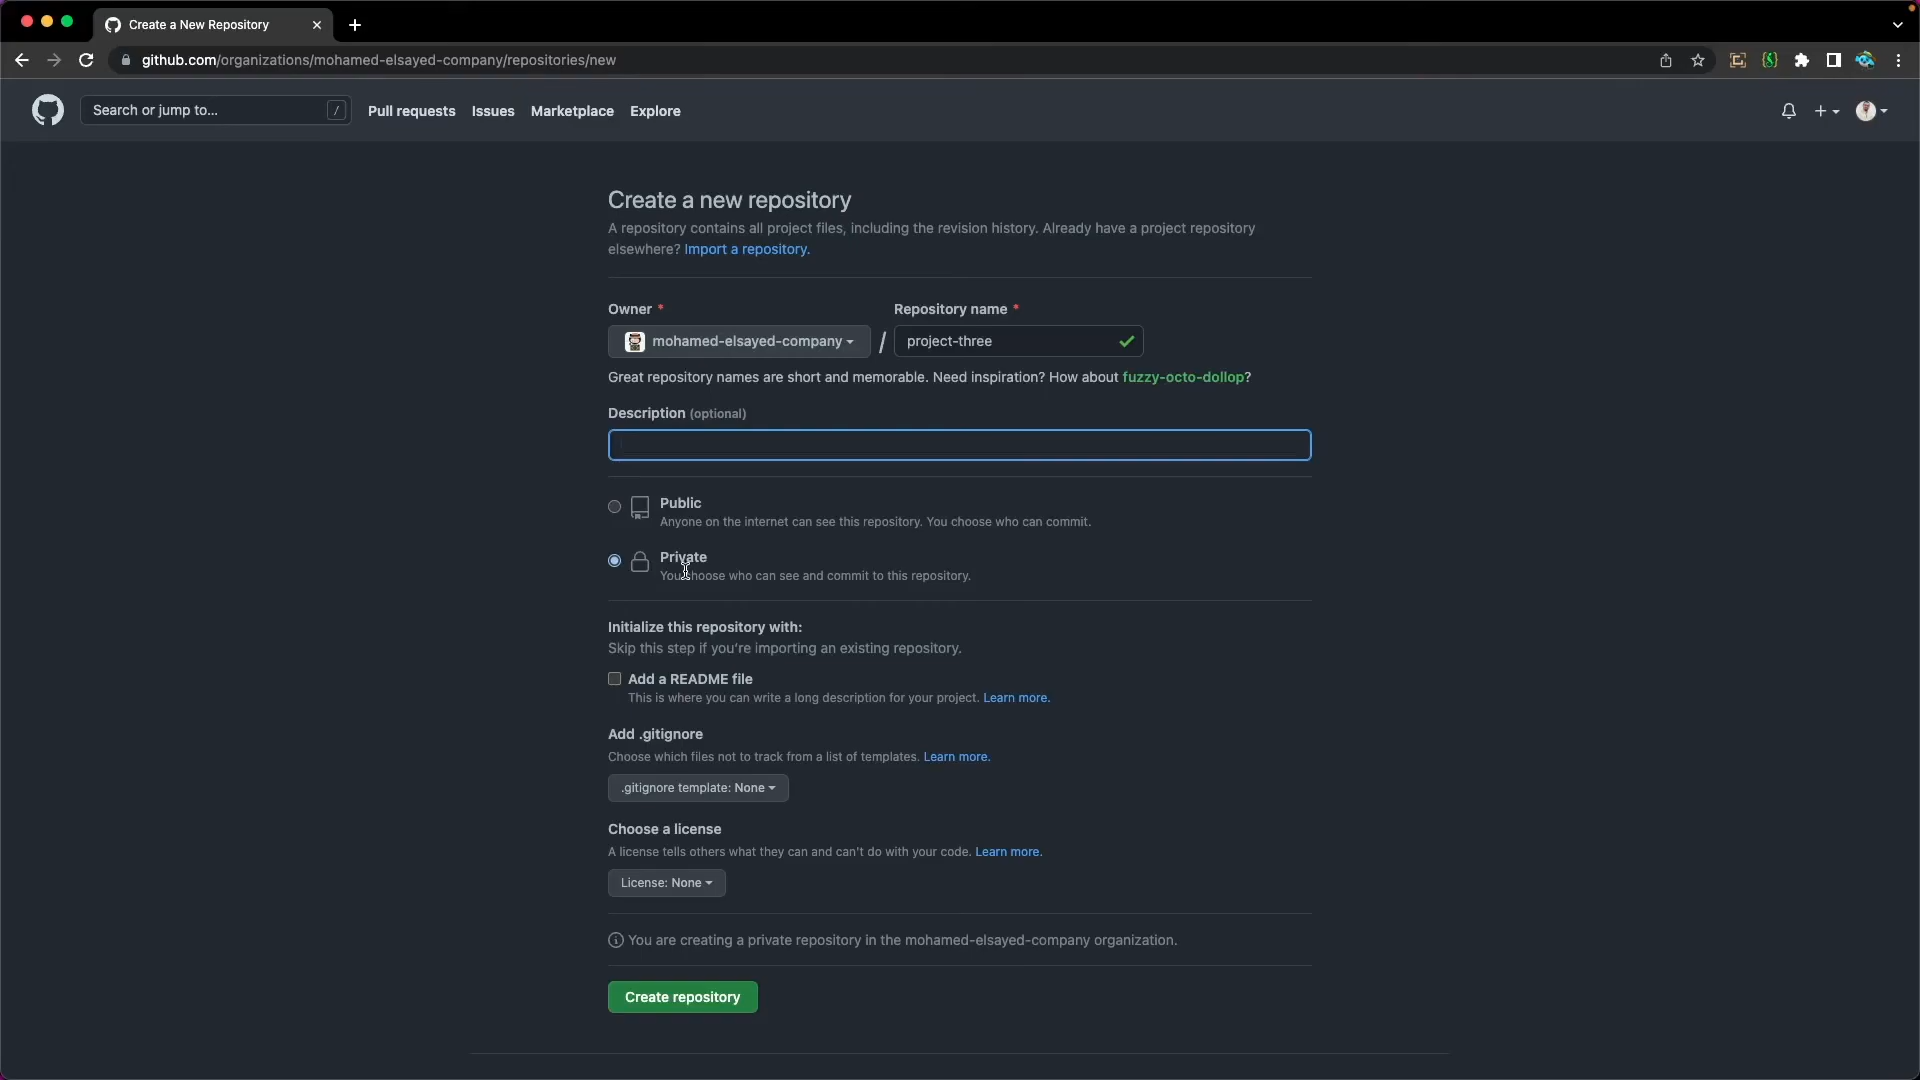 Create a New Repository
github.com/organizations/mohamed-elsayed-company/repositories/new
Search or jump to... / Pull requests Issues Marketplace Explore
Create a new repository
A repository contains all project files, including the revision history. Already have a project repository
elsewhere? Import a repository.
Owner * Repository name *
mohamed-elsayed-company / project-three
Great repository names are short and memorable. Need inspiration? How about fuzzy-octo-dollop?
Description (optional)
Public
Anyone on the internet can see this repository. You choose who can commit.
Private
You choose who can see and commit to this repository.
Initialize this repository with:
Skip this step if you're importing an existing repository.
Add a README file
This is where you can write a long description for your project. Learn more.
Add .gitignore
Choose which files not to track from a list of templates. Learn more.
.gitignore template: None
Choose a license
A license tells others what they can and can't do with your code. Learn more.
License: None
You are creating a private repository in the mohamed-elsayed-company organization.
Create repository